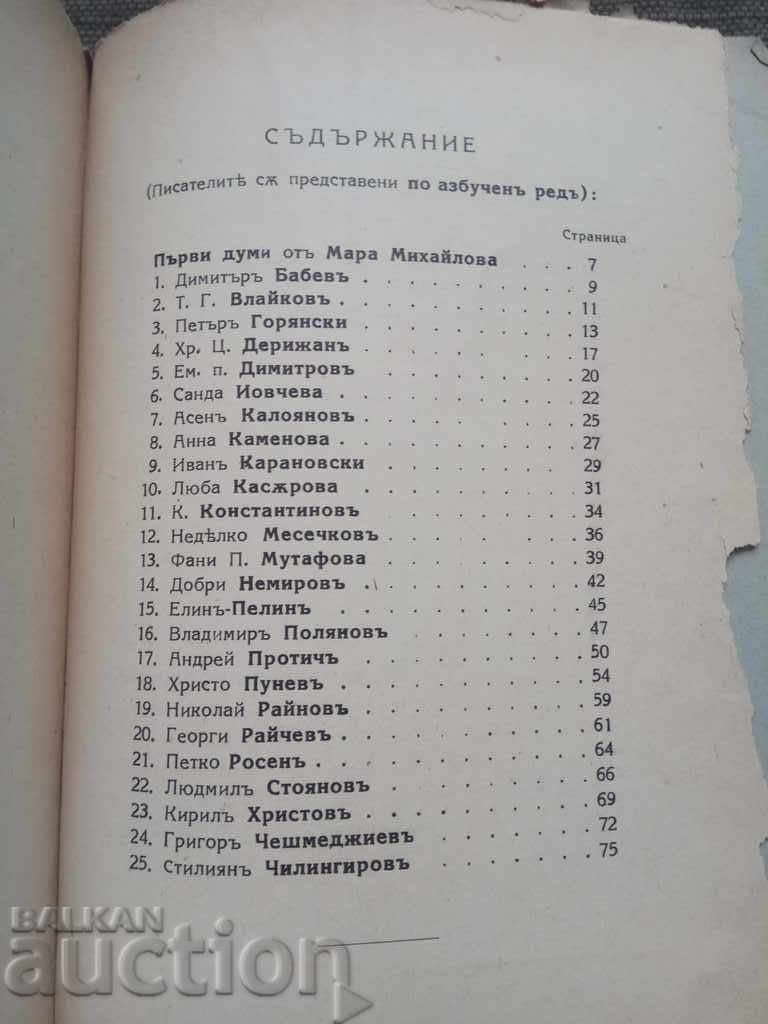 СЪДЪРЖАНИЕ
(Писателитѣ сѫ представени по азбученъ редъ):
Страница
Първи думи отъ Мара Михайлова . . . 7
1. Димитъръ Бабевъ . . . . . . . . . 9
2. Т. Г. Влайковъ . . . . . . . . . . 11
3. Петъръ Горянски . . . . . . . . . 13
4. Хр. Ц. Дерижанъ . . . . . . . . . 17
5. Ем. п. Димитровъ . . . . . . . . . 20
6. Санда Иовчева . . . . . . . . . . 22
7. Асенъ Калояновъ . . . . . . . . . 25
8. Анна Каменова . . . . . . . . . . 27
9. Иванъ Карановски . . . . . . . . 29
10. Люба Касѫрова . . . . . . . . . 31
11. К. Константиновъ . . . . . . . . . 34
12. Недѣлко Месечковъ . . . . . . . . 36
13. Фани П. Мутафова . . . . . . . . 39
14. Добри Немировъ . . . . . . . . . 42
15. Елинъ-Пелинъ . . . . . . . . . . 45
16. Владимиръ Поляновъ . . . . . . . . 47
17. Андрей Протичъ . . . . . . . . . 50
18. Христо Пуневъ . . . . . . . . . . 54
19. Николай Райновъ . . . . . . . . . 59
20. Георги Райчевъ . . . . . . . . . . 61
21. Петко Росенъ . . . . . . . . . . 64
22. Людмилъ Стояновъ . . . . . . . . 66
23. Кирилъ Христовъ . . . . . . . . . 69
24. Григоръ Чешмеджиевъ . . . . . . . 72
25. Стилиянъ Чилингировъ . . . . . . . 75
BALKAN
auction